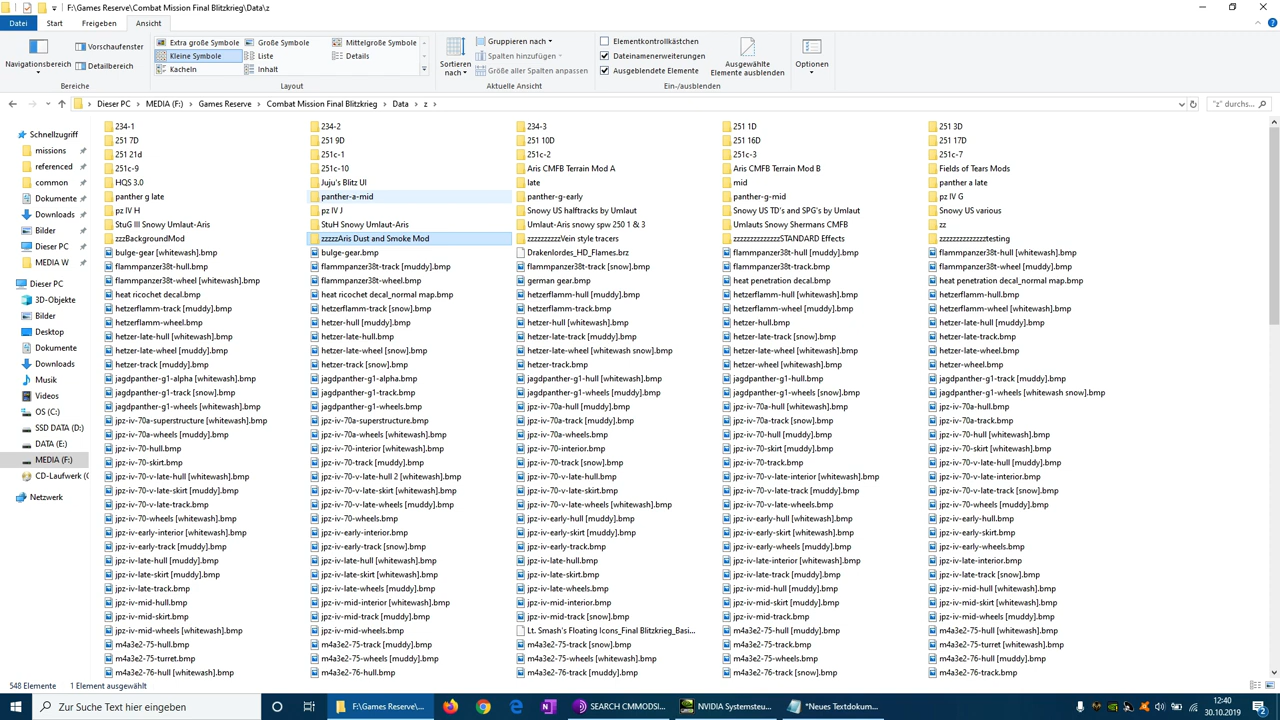 F:\Games Reserve\Combat Mission Final Blitzkrieg\Data\z
Datei Start Freigeben Ansicht
Navigationsbereich
Vorschaufenster
Detailbereich
Extra große Symbole Große Symbole Mittelgroße Symbole
Kleine Symbole Liste Details
Kacheln Inhalt
Sortieren nach
Gruppieren nach
Spalten hinzufügen
Größe aller Spalten anpassen
Elementkontrollkästchen
Dateinamenerweiterungen
Ausgeblendete Elemente
Ausgewählte Elemente ausblenden
Optionen
Bereiche Layout Aktuelle Ansicht Ein-/ausblenden
Dieser PC MEDIA (F:) Games Reserve Combat Mission Final Blitzkrieg Data z "z" durchs...
Schnellzugriff
missions
referenced
common
Dokumente
Downloads
Bilder
Dieser PC
MEDIA W
Dieser PC
3D-Objekte
Bilder
Desktop
Dokumente
Downloads
Musik
Videos
OS (C:)
SSD DATA (D:)
DATA (E:)
MEDIA (F:)
CD-Laufwerk (G
Netzwerk
234-1 234-2 234-3 251 1D 251 3D
251 7D 251 9D 251 10D 251 16D 251 17D
251 21d 251c-1 251c-2 251c-3 251c-7
251c-9 251c-10 Aris CMFB Terrain Mod A Aris CMFB Terrain Mod B Fields of Tears Mods
HQS 3.0 Juju's Blitz UI late mid panther a late
panther g late panther-a-mid panther-g-early panther-g-mid pz IV G
pz IV H pz IV J Snowy US halftracks by Umlaut Snowy US TD's and SPG's by Umlaut Snowy US various
StuG III Snowy Umlaut-Aris StuH Snowy Umlaut-Aris Umlaut-Aris snowy spw 250 1 & 3 Umlauts Snowy Shermans CMFB zz
zzzBackgroundMod zzzzzAris Dust and Smoke Mod zzzzzzzzzzVein style tracers zzzzzzzzzzzzzzSTANDARD Effects zzzzzzzzzzzzzztesting
bulge-gear [whitewash].bmp bulge-gear.bmp Drakenlordes_HD_Flames.brz flammpanzer38t-hull [muddy].bmp flammpanzer38t-hull [whitewash].bmp
flammpanzer38t-hull.bmp flammpanzer38t-track [muddy].bmp flammpanzer38t-track [snow].bmp flammpanzer38t-track.bmp flammpanzer38t-wheel [muddy].bmp
flammpanzer38t-wheel [whitewash].bmp flammpanzer38t-wheel.bmp german gear.bmp heat penetration decal.bmp heat penetration decal_normal map.bmp
heat ricochet decal.bmp heat ricochet decal_normal map.bmp hetzerflamm-hull [muddy].bmp hetzerflamm-hull [whitewash].bmp hetzerflamm-hull.bmp
hetzerflamm-track [muddy].bmp hetzerflamm-track [snow].bmp hetzerflamm-track.bmp hetzerflamm-wheel [muddy].bmp hetzerflamm-wheel [whitewash].bmp
hetzerflamm-wheel.bmp hetzer-hull [muddy].bmp hetzer-hull [whitewash].bmp hetzer-hull.bmp hetzer-late-hull [muddy].bmp
hetzer-late-hull [whitewash].bmp hetzer-late-hull.bmp hetzer-late-track [muddy].bmp hetzer-late-track [snow].bmp hetzer-late-track.bmp
hetzer-late-wheel [muddy].bmp hetzer-late-wheel [snow].bmp hetzer-late-wheel [whitewash snow].bmp hetzer-late-wheel [whitewash].bmp hetzer-late-wheel.bmp
hetzer-track [muddy].bmp hetzer-track [snow].bmp hetzer-track.bmp hetzer-wheel [whitewash].bmp hetzer-wheel.bmp
jagdpanther-g1-alpha [whitewash].bmp jagdpanther-g1-alpha.bmp jagdpanther-g1-hull [whitewash].bmp jagdpanther-g1-hull.bmp jagdpanther-g1-track [muddy].bmp
jagdpanther-g1-track [snow].bmp jagdpanther-g1-track.bmp jagdpanther-g1-wheels [muddy].bmp jagdpanther-g1-wheels [snow].bmp jagdpanther-g1-wheels [whitewash snow].bmp
jagdpanther-g1-wheels [whitewash].bmp jagdpanther-g1-wheels.bmp jpz-iv-70a-hull [muddy].bmp jpz-iv-70a-hull [whitewash].bmp jpz-iv-70a-hull.bmp
jpz-iv-70a-superstructure [whitewash].bmp jpz-iv-70a-superstructure.bmp jpz-iv-70a-track [muddy].bmp jpz-iv-70a-track [snow].bmp jpz-iv-70a-track.bmp
jpz-iv-70a-wheels [muddy].bmp jpz-iv-70a-wheels [whitewash].bmp jpz-iv-70a-wheels.bmp jpz-iv-70-hull [muddy].bmp jpz-iv-70-hull [whitewash].bmp
jpz-iv-70-hull.bmp jpz-iv-70-interior [whitewash].bmp jpz-iv-70-interior.bmp jpz-iv-70-skirt [muddy].bmp jpz-iv-70-skirt [whitewash].bmp
jpz-iv-70-skirt.bmp jpz-iv-70-track [muddy].bmp jpz-iv-70-track [snow].bmp jpz-iv-70-track.bmp jpz-iv-70-v-late-hull [muddy].bmp
jpz-iv-70-v-late-hull [whitewash].bmp jpz-iv-70-v-late-hull 2 [whitewash].bmp jpz-iv-70-v-late-hull.bmp jpz-iv-70-v-late-interior [whitewash].bmp jpz-iv-70-v-late-interior.bmp
jpz-iv-70-v-late-skirt [muddy].bmp jpz-iv-70-v-late-skirt [whitewash].bmp jpz-iv-70-v-late-skirt.bmp jpz-iv-70-v-late-track [muddy].bmp jpz-iv-70-v-late-track [snow].bmp
jpz-iv-70-v-late-track.bmp jpz-iv-70-v-late-wheels [muddy].bmp jpz-iv-70-v-late-wheels [whitewash].bmp jpz-iv-70-v-late-wheels.bmp jpz-iv-70-wheels [muddy].bmp
jpz-iv-70-wheels [whitewash].bmp jpz-iv-70-wheels.bmp jpz-iv-early-hull [muddy].bmp jpz-iv-early-hull [whitewash].bmp jpz-iv-early-hull.bmp
jpz-iv-early-interior [whitewash].bmp jpz-iv-early-interior.bmp jpz-iv-early-skirt [muddy].bmp jpz-iv-early-skirt [whitewash].bmp jpz-iv-early-skirt.bmp
jpz-iv-early-track [muddy].bmp jpz-iv-early-track [snow].bmp jpz-iv-early-track.bmp jpz-iv-early-wheels [muddy].bmp jpz-iv-early-wheels.bmp
jpz-iv-late-hull [muddy].bmp jpz-iv-late-hull [whitewash].bmp jpz-iv-late-hull.bmp jpz-iv-late-interior [whitewash].bmp jpz-iv-late-interior.bmp
jpz-iv-late-skirt [muddy].bmp jpz-iv-late-skirt [whitewash].bmp jpz-iv-late-skirt.bmp jpz-iv-late-track [muddy].bmp jpz-iv-late-track [snow].bmp
jpz-iv-late-track.bmp jpz-iv-late-wheels [muddy].bmp jpz-iv-late-wheels.bmp jpz-iv-mid-hull [muddy].bmp jpz-iv-mid-hull [whitewash].bmp
jpz-iv-mid-hull.bmp jpz-iv-mid-interior [whitewash].bmp jpz-iv-mid-interior.bmp jpz-iv-mid-skirt [muddy].bmp jpz-iv-mid-skirt [whitewash].bmp
jpz-iv-mid-skirt.bmp jpz-iv-mid-track [muddy].bmp jpz-iv-mid-track [snow].bmp jpz-iv-mid-track.bmp jpz-iv-mid-wheels [muddy].bmp
jpz-iv-mid-wheels [whitewash].bmp jpz-iv-mid-wheels.bmp Lt. Smash's Floating Icons_Final Blitzkrieg_Basi... m4a3e2-75-hull [muddy].bmp m4a3e2-75-hull [whitewash].bmp
m4a3e2-75-hull.bmp m4a3e2-75-track [muddy].bmp m4a3e2-75-track [snow].bmp m4a3e2-75-track.bmp m4a3e2-75-turret [whitewash].bmp
m4a3e2-75-turret.bmp m4a3e2-75-wheels [muddy].bmp m4a3e2-75-wheels [whitewash].bmp m4a3e2-75-wheels.bmp m4a3e2-76-hull [muddy].bmp
m4a3e2-76-hull [whitewash].bmp m4a3e2-76-hull.bmp m4a3e2-76-track [muddy].bmp m4a3e2-76-track [snow].bmp m4a3e2-76-track.bmp
548 Elemente 1 Element ausgewählt
Zur Suche Text hier eingeben
F:\Games Reserve\... SEARCH CMMODSI... NVIDIA Systemsteu... *Neues Textdokum...
12:40
30.10.2019